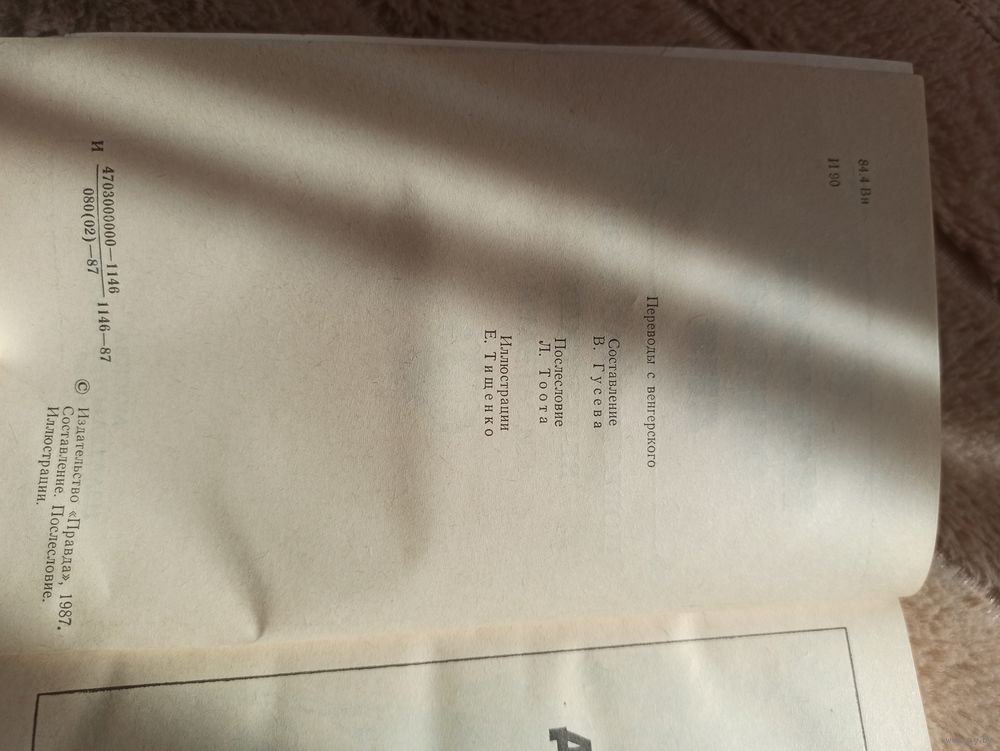 84.4 Вн
И 90
Переводы с венгерского
Составление
В. Гусева
Послесловие
Л. Тоота
Иллюстрации
Е. Тищенко
И 4703000000—1146
080(02)—87
1146—87
© Издательство «Правда», 1987.
Составление. Послесловие.
Иллюстрации.